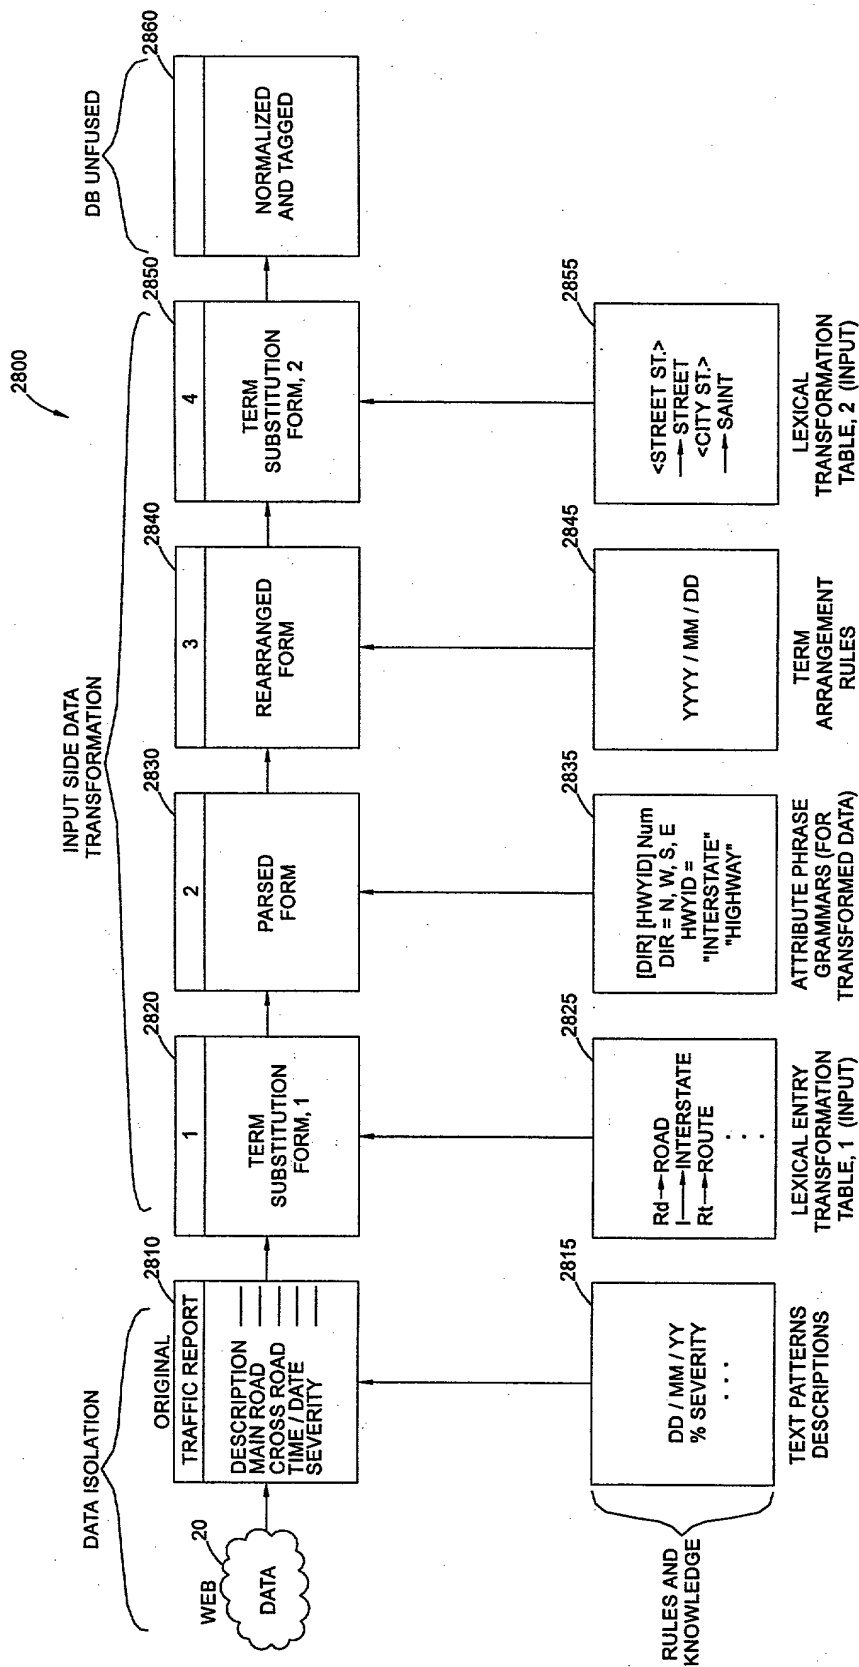 2800
DATA ISOLATION
INPUT SIDE DATA
TRANSFORMATION
DB UNFUSED
WEB
20
DATA
ORIGINAL
2810
TRAFFIC REPORT
DESCRIPTION
MAIN ROAD
CROSS ROAD
TIME / DATE
SEVERITY
2820
1
TERM
SUBSTITUTION
FORM, 1
2830
2
PARSED
FORM
2840
3
REARRANGED
FORM
2850
4
TERM
SUBSTITUTION
FORM, 2
2860
NORMALIZED
AND TAGGED
RULES AND
KNOWLEDGE
2815
DD / MM / YY
% SEVERITY
. . .
TEXT PATTERNS
DESCRIPTIONS
2825
Rd→ROAD
I→INTERSTATE
Rt→ROUTE
. . .
LEXICAL ENTRY
TRANSFORMATION
TABLE, 1 (INPUT)
2835
[DIR] [HWYID] Num
DIR = N, W, S, E
HWYID =
"INTERSTATE"
"HIGHWAY"
ATTRIBUTE PHRASE
GRAMMARS (FOR
TRANSFORMED DATA)
2845
YYYY / MM / DD
TERM
ARRANGEMENT
RULES
2855
<STREET ST.>
→ STREET
<CITY ST.>
→ SAINT
LEXICAL
TRANSFORMATION
TABLE, 2 (INPUT)